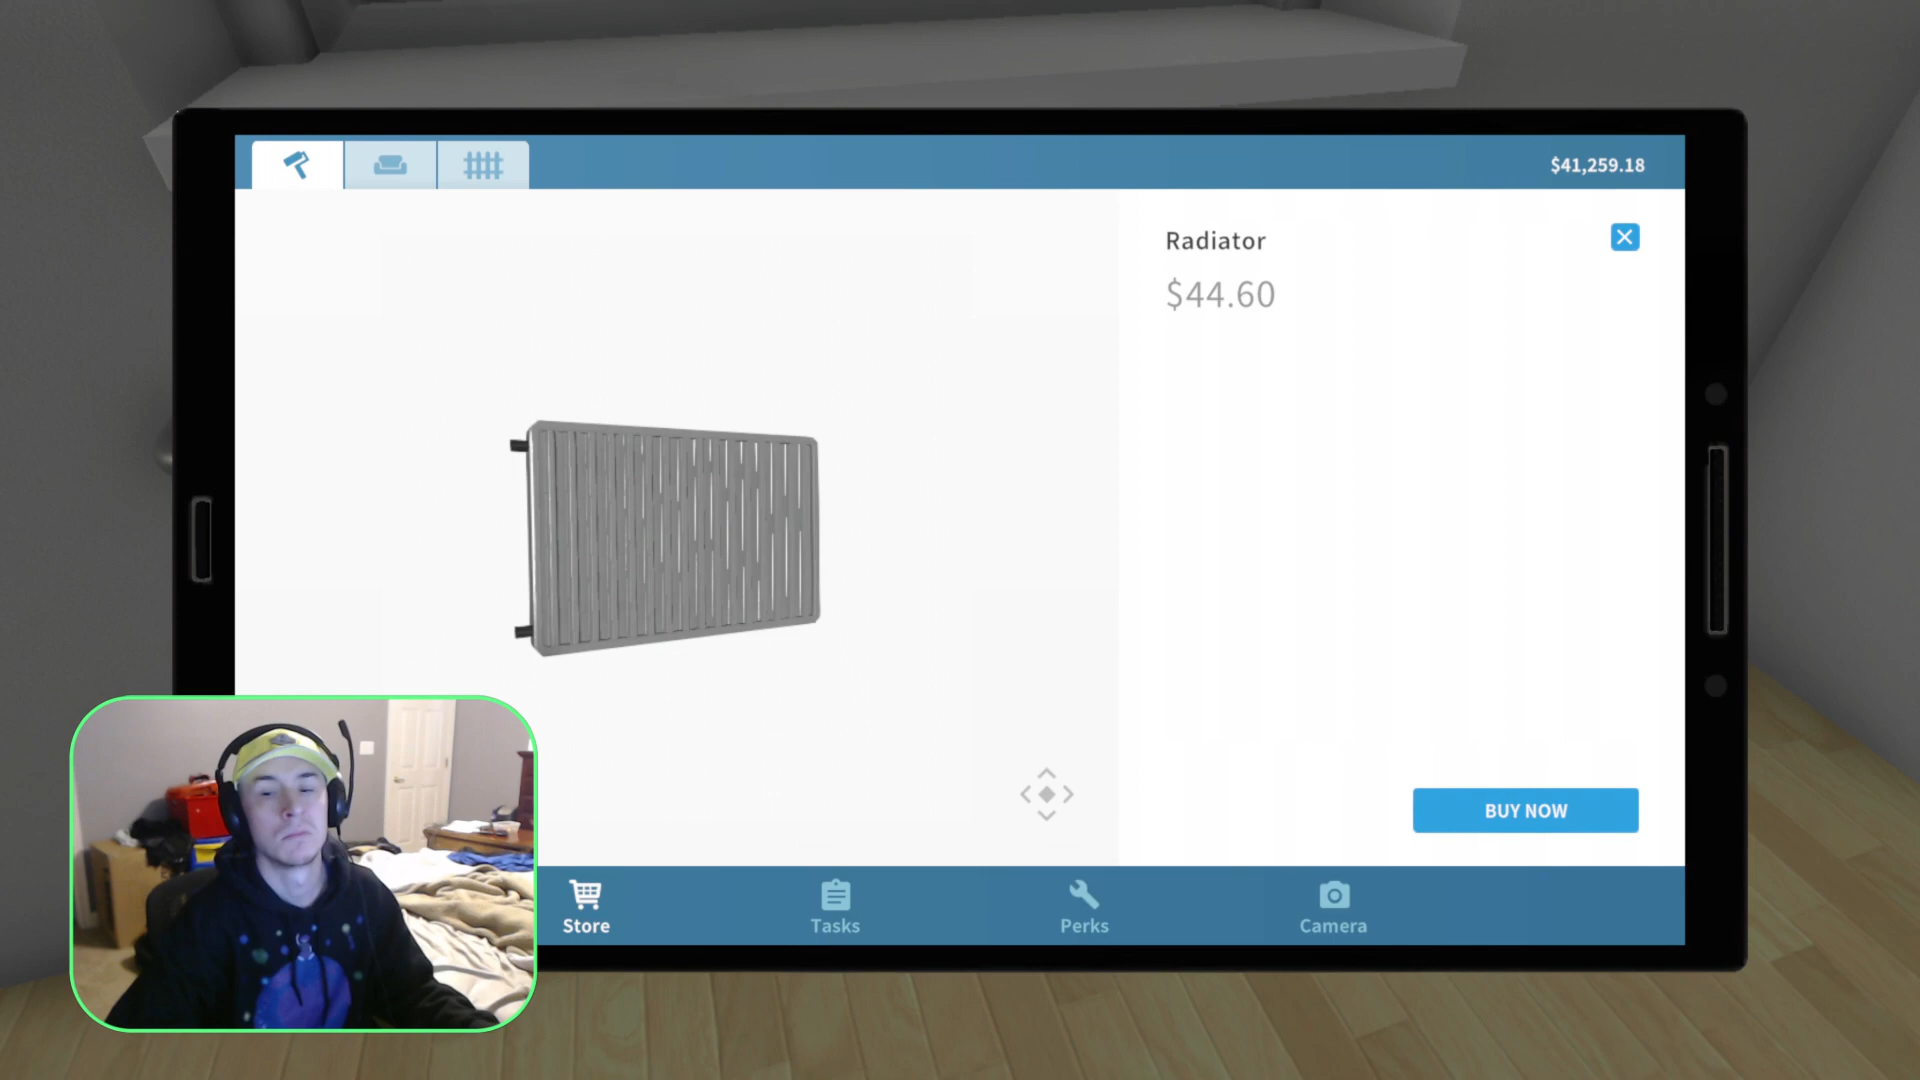 $41,259.18
Radiator
$44.60
BUY NOW
Store
Tasks
Perks
Camera